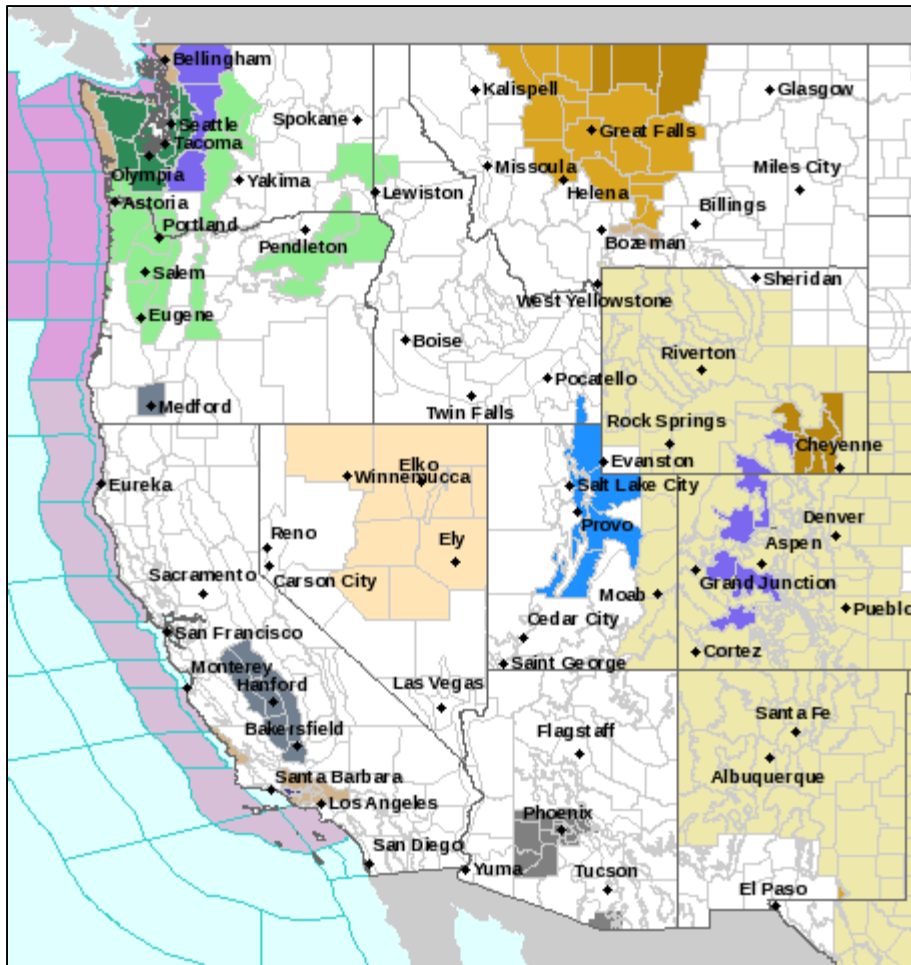 Bellingham
Kalispell
Glasgow
Spokane
Seattle
Great Falls
Tacoma
Missoula
Miles City
Olympia
Yakima
Lewiston
Helena
Astoria
Billings
Portland
Pendleton
Bozeman
Salem
Sheridan
West Yellowstone
Eugene
Boise
Riverton
Pocatello
Medford
Twin Falls
Rock Springs
Cheyenne
Elko
Evanston
Winnemucca
Eureka
Salt Lake City
Denver
Provo
Reno
Ely
Aspen
Sacramento
Carson City
Grand Junction
Moab
Pueblo
Cedar City
San Francisco
Cortez
Saint George
Monterey
Las Vegas
Hanford
Santa Fe
Flagstaff
Bakersfield
Albuquerque
Santa Barbara
Los Angeles
Phoenix
San Diego
Yuma
Tucson
El Paso